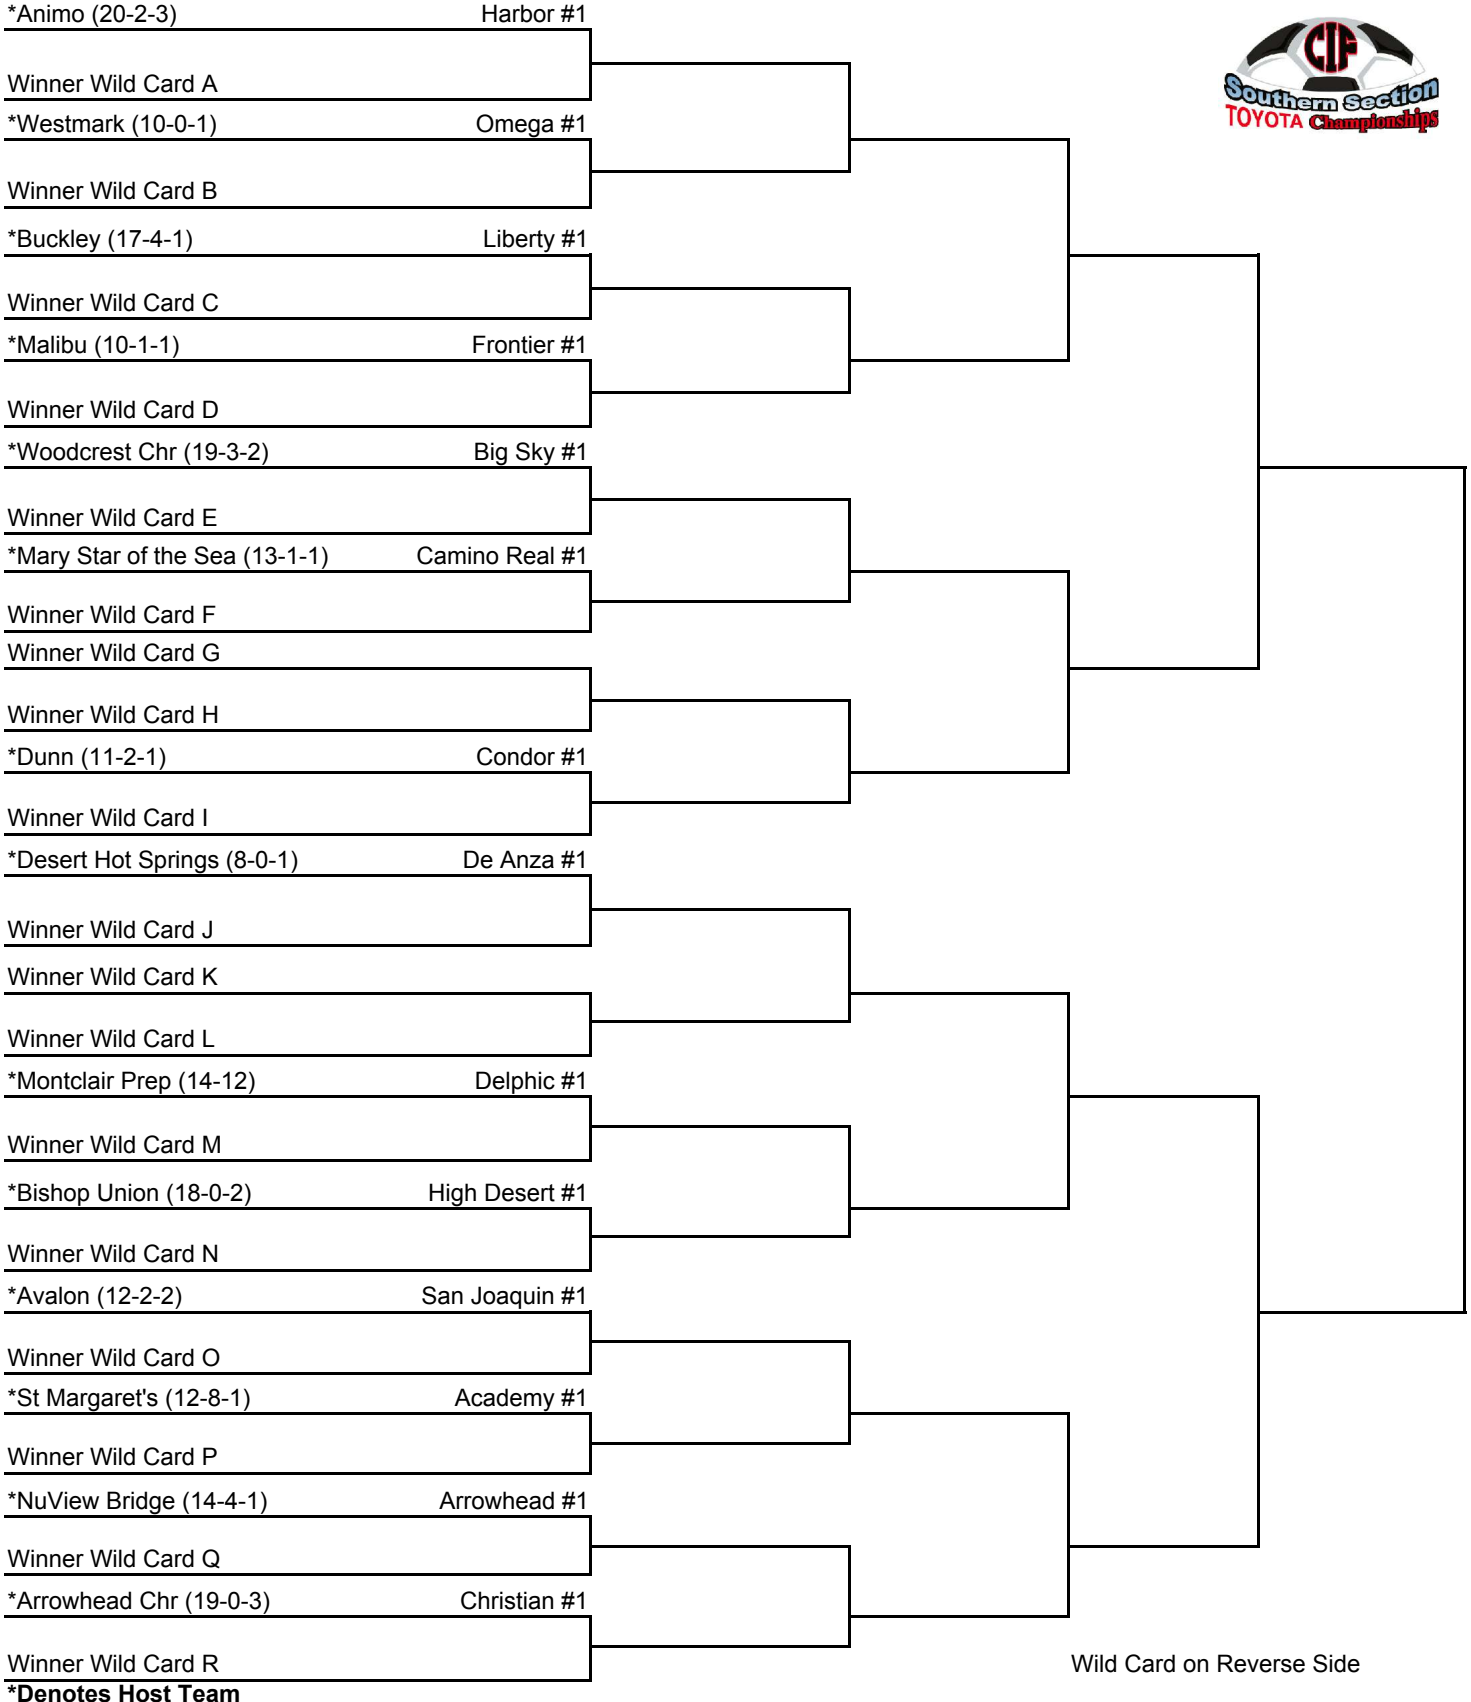 *Animo (20-2-3) Harbor #1
CIF
Southern Section
TOYOTA Championships
Winner Wild Card A
*Westmark (10-0-1) Omega #1
Winner Wild Card B
*Buckley (17-4-1) Liberty #1
Winner Wild Card C
*Malibu (10-1-1) Frontier #1
Winner Wild Card D
*Woodcrest Chr (19-3-2) Big Sky #1
Winner Wild Card E
*Mary Star of the Sea (13-1-1) Camino Real #1
Winner Wild Card F
Winner Wild Card G
Winner Wild Card H
*Dunn (11-2-1) Condor #1
Winner Wild Card I
*Desert Hot Springs (8-0-1) De Anza #1
Winner Wild Card J
Winner Wild Card K
Winner Wild Card L
*Montclair Prep (14-12) Delphic #1
Winner Wild Card M
*Bishop Union (18-0-2) High Desert #1
Winner Wild Card N
*Avalon (12-2-2) San Joaquin #1
Winner Wild Card O
*St Margaret's (12-8-1) Academy #1
Winner Wild Card P
*NuView Bridge (14-4-1) Arrowhead #1
Winner Wild Card Q
*Arrowhead Chr (19-0-3) Christian #1
Winner Wild Card R
Wild Card on Reverse Side
*Denotes Host Team